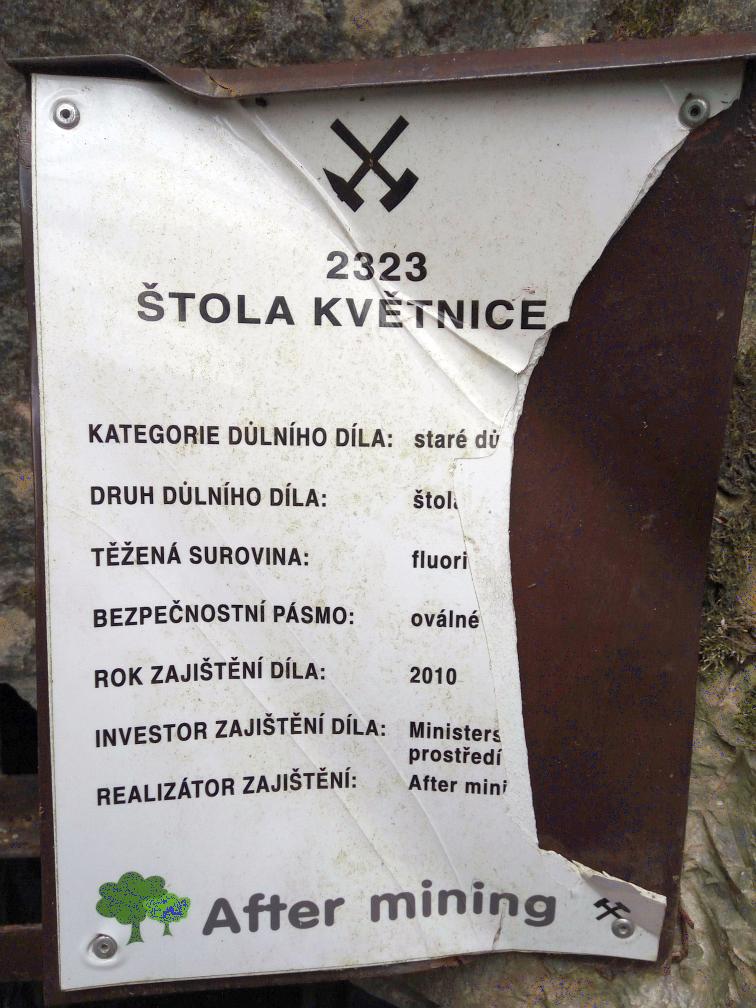 2323
ŠTOLA KVĚTNICE
KATEGORIE DŮLNÍHO DÍLA: staré dů
DRUH DŮLNÍHO DÍLA: štola
TĚŽENÁ SUROVINA: fluori
BEZPEČNOSTNÍ PÁSMO: oválné
ROK ZAJIŠTĚNÍ DÍLA: 2010
INVESTOR ZAJIŠTĚNÍ DÍLA: Ministers
prostředí
REALIZÁTOR ZAJIŠTĚNÍ: After mini
After mining